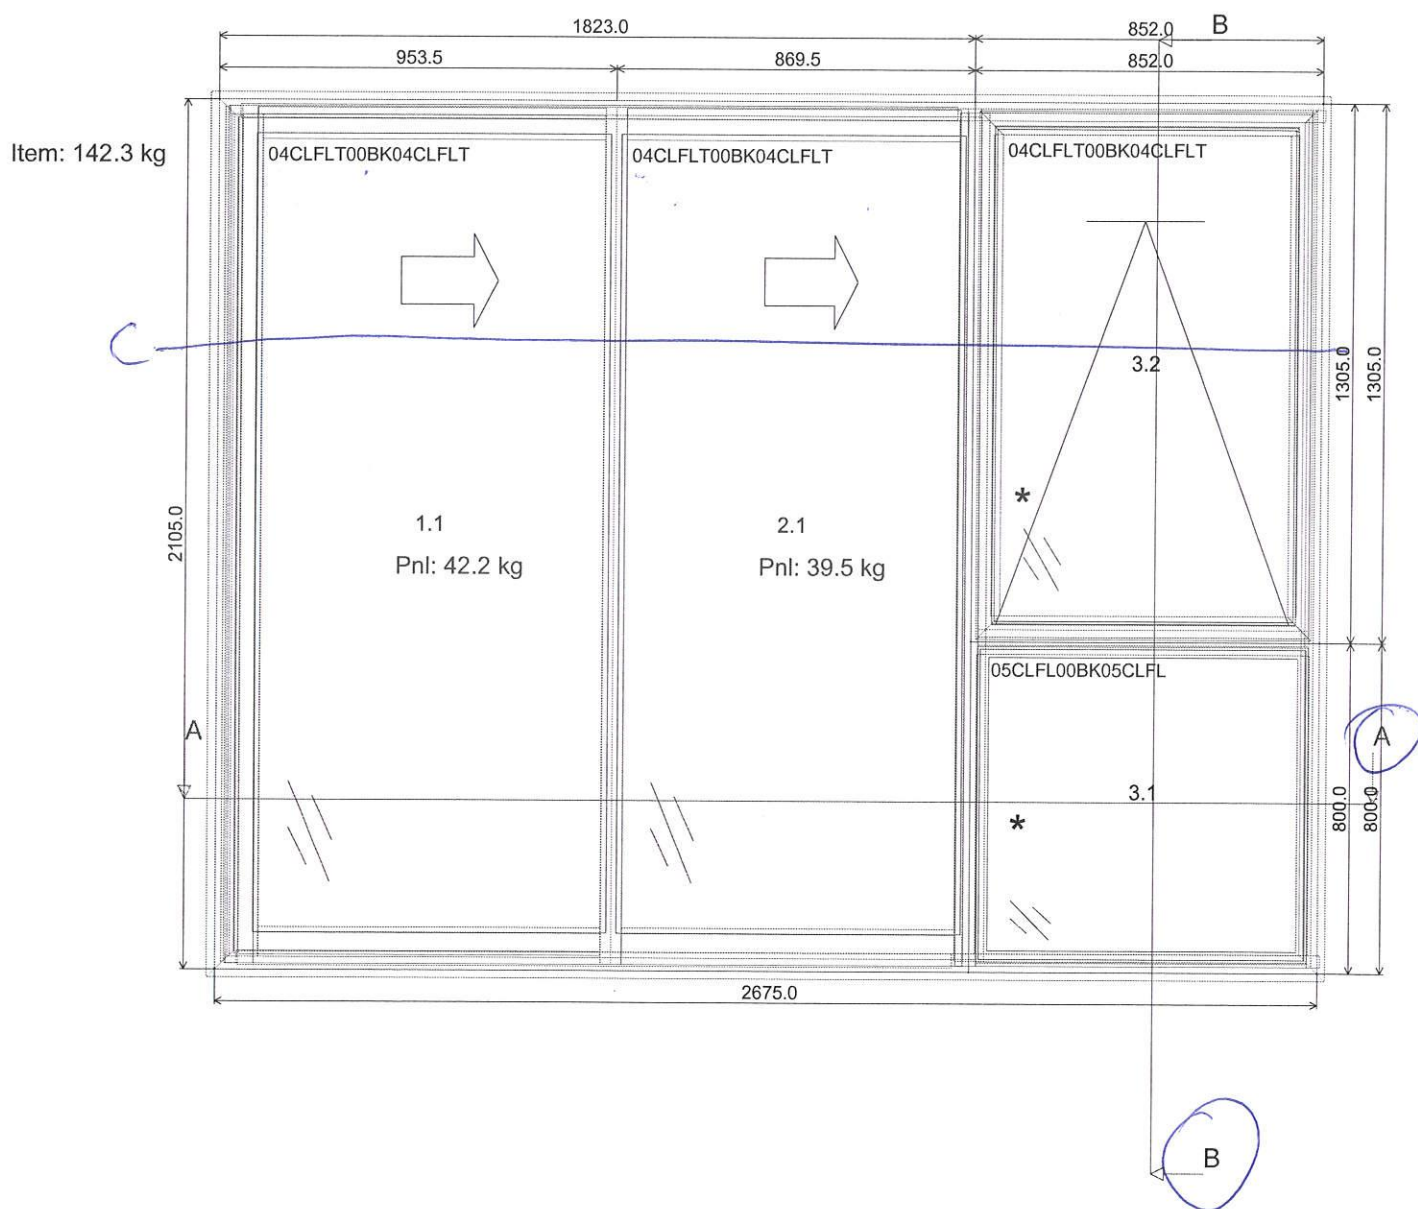 1823.0
852.0
B
953.5
869.5
852.0
Item: 142.3 kg
04CLFLT00BK04CLFLT
04CLFLT00BK04CLFLT
04CLFLT00BK04CLFLT
C
3.2
1305.0
1305.0
*
1.1
2.1
2105.0
Pnl: 42.2 kg
Pnl: 39.5 kg
05CLFL00BK05CLFL
A
A
3.1
*
800.0
800.0
2675.0
B